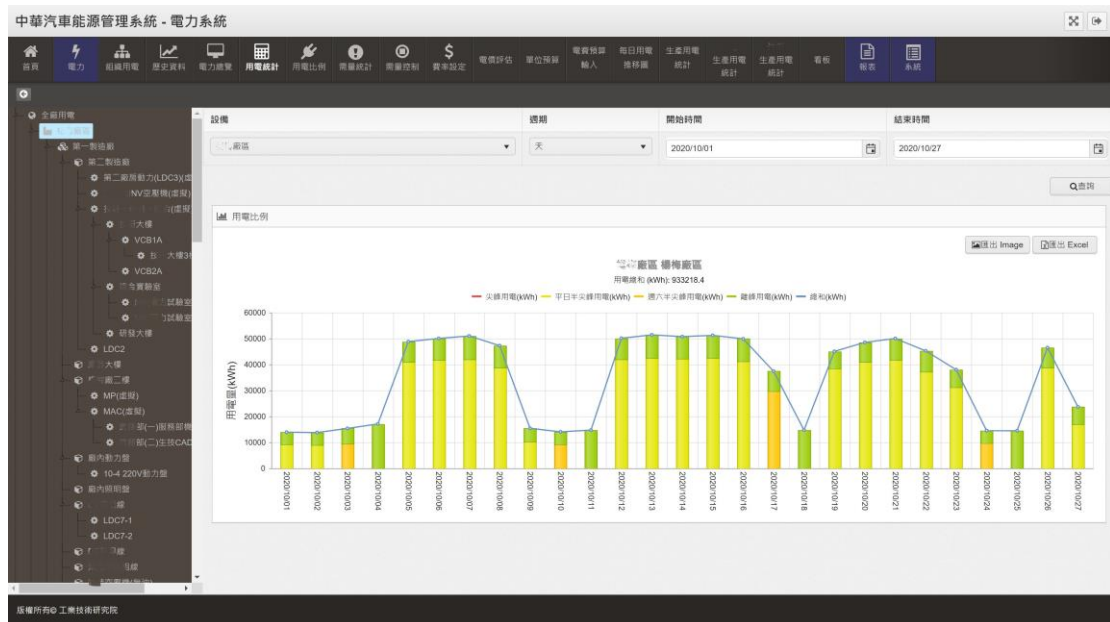 中華汽車能源管理系統 - 電力系統
首頁
電力
組織用電
歷史資料
電力總覽
用電統計
用電比例
需量統計
需量控制
費率設定
電價評估
單位預算
電費預算
輸入
每日用電
推移圖
生產用電
統計
生產用電
統計
生產用電
統計
看板
報表
系統
全廠用電
第一製造廠
第二製造廠
第二廠房動力(LDC3)(虛
NV空壓機(虛擬)
(虛擬
大樓
VCB1A
大樓3
VCB2A
實驗室
試驗室
試驗室
研發大樓
LDC2
大樓
廠二樓
MP(虛擬)
MAC(虛擬)
部(一)服務部機
部(二)生技CAD
廠內動力盤
10-4 220V動力盤
廠內照明盤
線
LDC7-1
LDC7-2
線
設備
週期
開始時間
結束時間
廠區
天
2020/10/01
2020/10/27
查詢
用電比例
匯出 Image
匯出 Excel
廠區 楊梅廠區
用電總和 (kWh): 933218.4
尖峰用電(kWh)
平日半尖峰用電(kWh)
週六半尖峰用電(kWh)
離峰用電(kWh)
總和(kWh)
用電量(kWh)
60000
50000
40000
30000
20000
10000
0
2020/10/01
2020/10/02
2020/10/03
2020/10/04
2020/10/05
2020/10/06
2020/10/07
2020/10/08
2020/10/09
2020/10/10
2020/10/11
2020/10/12
2020/10/13
2020/10/14
2020/10/15
2020/10/16
2020/10/17
2020/10/18
2020/10/19
2020/10/20
2020/10/21
2020/10/22
2020/10/23
2020/10/24
2020/10/25
2020/10/26
2020/10/27
版權所有© 工業技術研究院